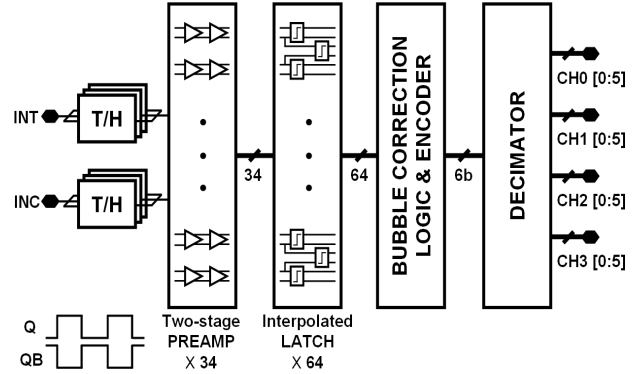 INT
T/H
INC
T/H
34
64
BUBBLE CORRECTION
LOGIC & ENCODER
6b
DECIMATOR
CH0 [0:5]
CH1 [0:5]
CH2 [0:5]
CH3 [0:5]
Q
QB
Two-stage
PREAMP
X 34
Interpolated
LATCH
X 64